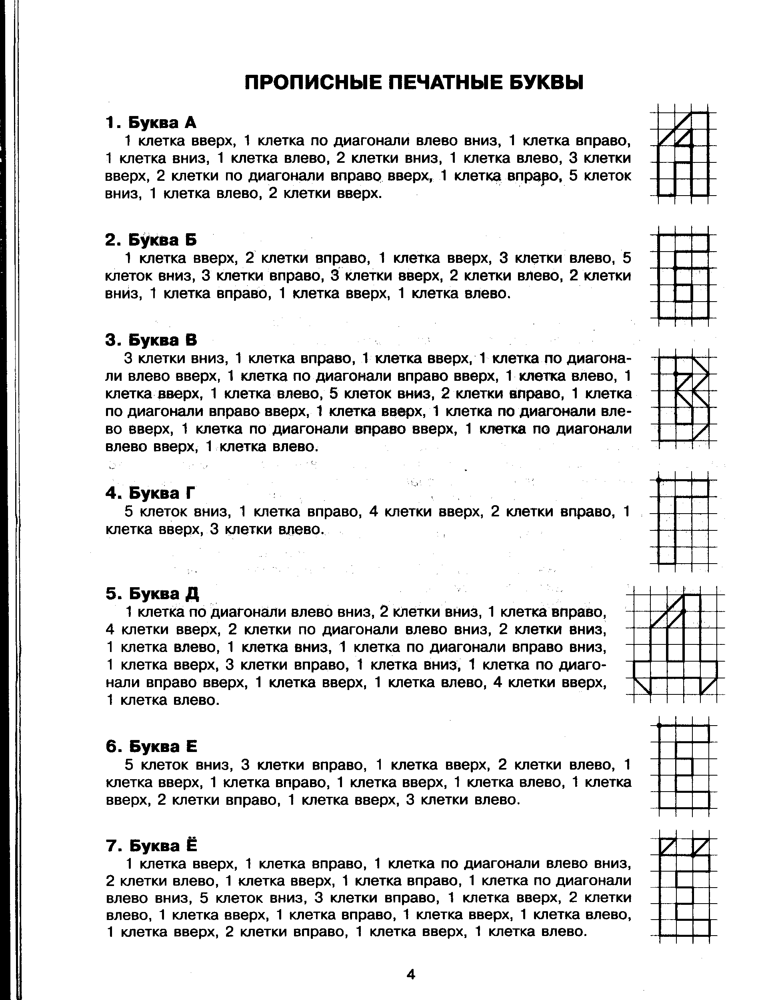 ПРОПИСНЫЕ ПЕЧАТНЫЕ БУКВЫ
1. Буква А
1 клетка вверх, 1 клетка по диагонали влево вниз, 1 клетка вправо,
1 клетка вниз, 1 клетка влево, 2 клетки вниз, 1 клетка влево, 3 клетки
вверх, 2 клетки по диагонали вправо вверх, 1 клетка вправо, 5 клеток
вниз, 1 клетка влево, 2 клетки вверх.
2. Буква Б
1 клетка вверх, 2 клетки вправо, 1 клетка вверх, 3 клетки влево, 5
клеток вниз, 3 клетки вправо, 3 клетки вверх, 2 клетки влево, 2 клетки
вниз, 1 клетка вправо, 1 клетка вверх, 1 клетка влево.
3. Буква В
3 клетки вниз, 1 клетка вправо, 1 клетка вверх, 1 клетка по диагона-
ли влево вверх, 1 клетка по диагонали вправо вверх, 1 клетка влево, 1
клетка вверх, 1 клетка влево, 5 клеток вниз, 2 клетки вправо, 1 клетка
по диагонали вправо вверх, 1 клетка вверх, 1 клетка по диагонали вле-
во вверх, 1 клетка по диагонали вправо вверх, 1 клетка по диагонали
влево вверх, 1 клетка влево.
4. Буква Г
5 клеток вниз, 1 клетка вправо, 4 клетки вверх, 2 клетки вправо, 1
клетка вверх, 3 клетки влево.
5. Буква Д
1 клетка по диагонали влево вниз, 2 клетки вниз, 1 клетка вправо,
4 клетки вверх, 2 клетки по диагонали влево вниз, 2 клетки вниз,
1 клетка влево, 1 клетка вниз, 1 клетка по диагонали вправо вниз,
1 клетка вверх, 3 клетки вправо, 1 клетка вниз, 1 клетка по диаго-
нали вправо вверх, 1 клетка вверх, 1 клетка влево, 4 клетки вверх,
1 клетка влево.
6. Буква Е
5 клеток вниз, 3 клетки вправо, 1 клетка вверх, 2 клетки влево, 1
клетка вверх, 1 клетка вправо, 1 клетка вверх, 1 клетка влево, 1 клетка
вверх, 2 клетки вправо, 1 клетка вверх, 3 клетки влево.
7. Буква Ё
1 клетка вверх, 1 клетка вправо, 1 клетка по диагонали влево вниз,
2 клетки влево, 1 клетка вверх, 1 клетка вправо, 1 клетка по диагонали
влево вниз, 5 клеток вниз, 3 клетки вправо, 1 клетка вверх, 2 клетки
влево, 1 клетка вверх, 1 клетка вправо, 1 клетка вверх, 1 клетка влево,
1 клетка вверх, 2 клетки вправо, 1 клетка вверх, 1 клетка влево.
4